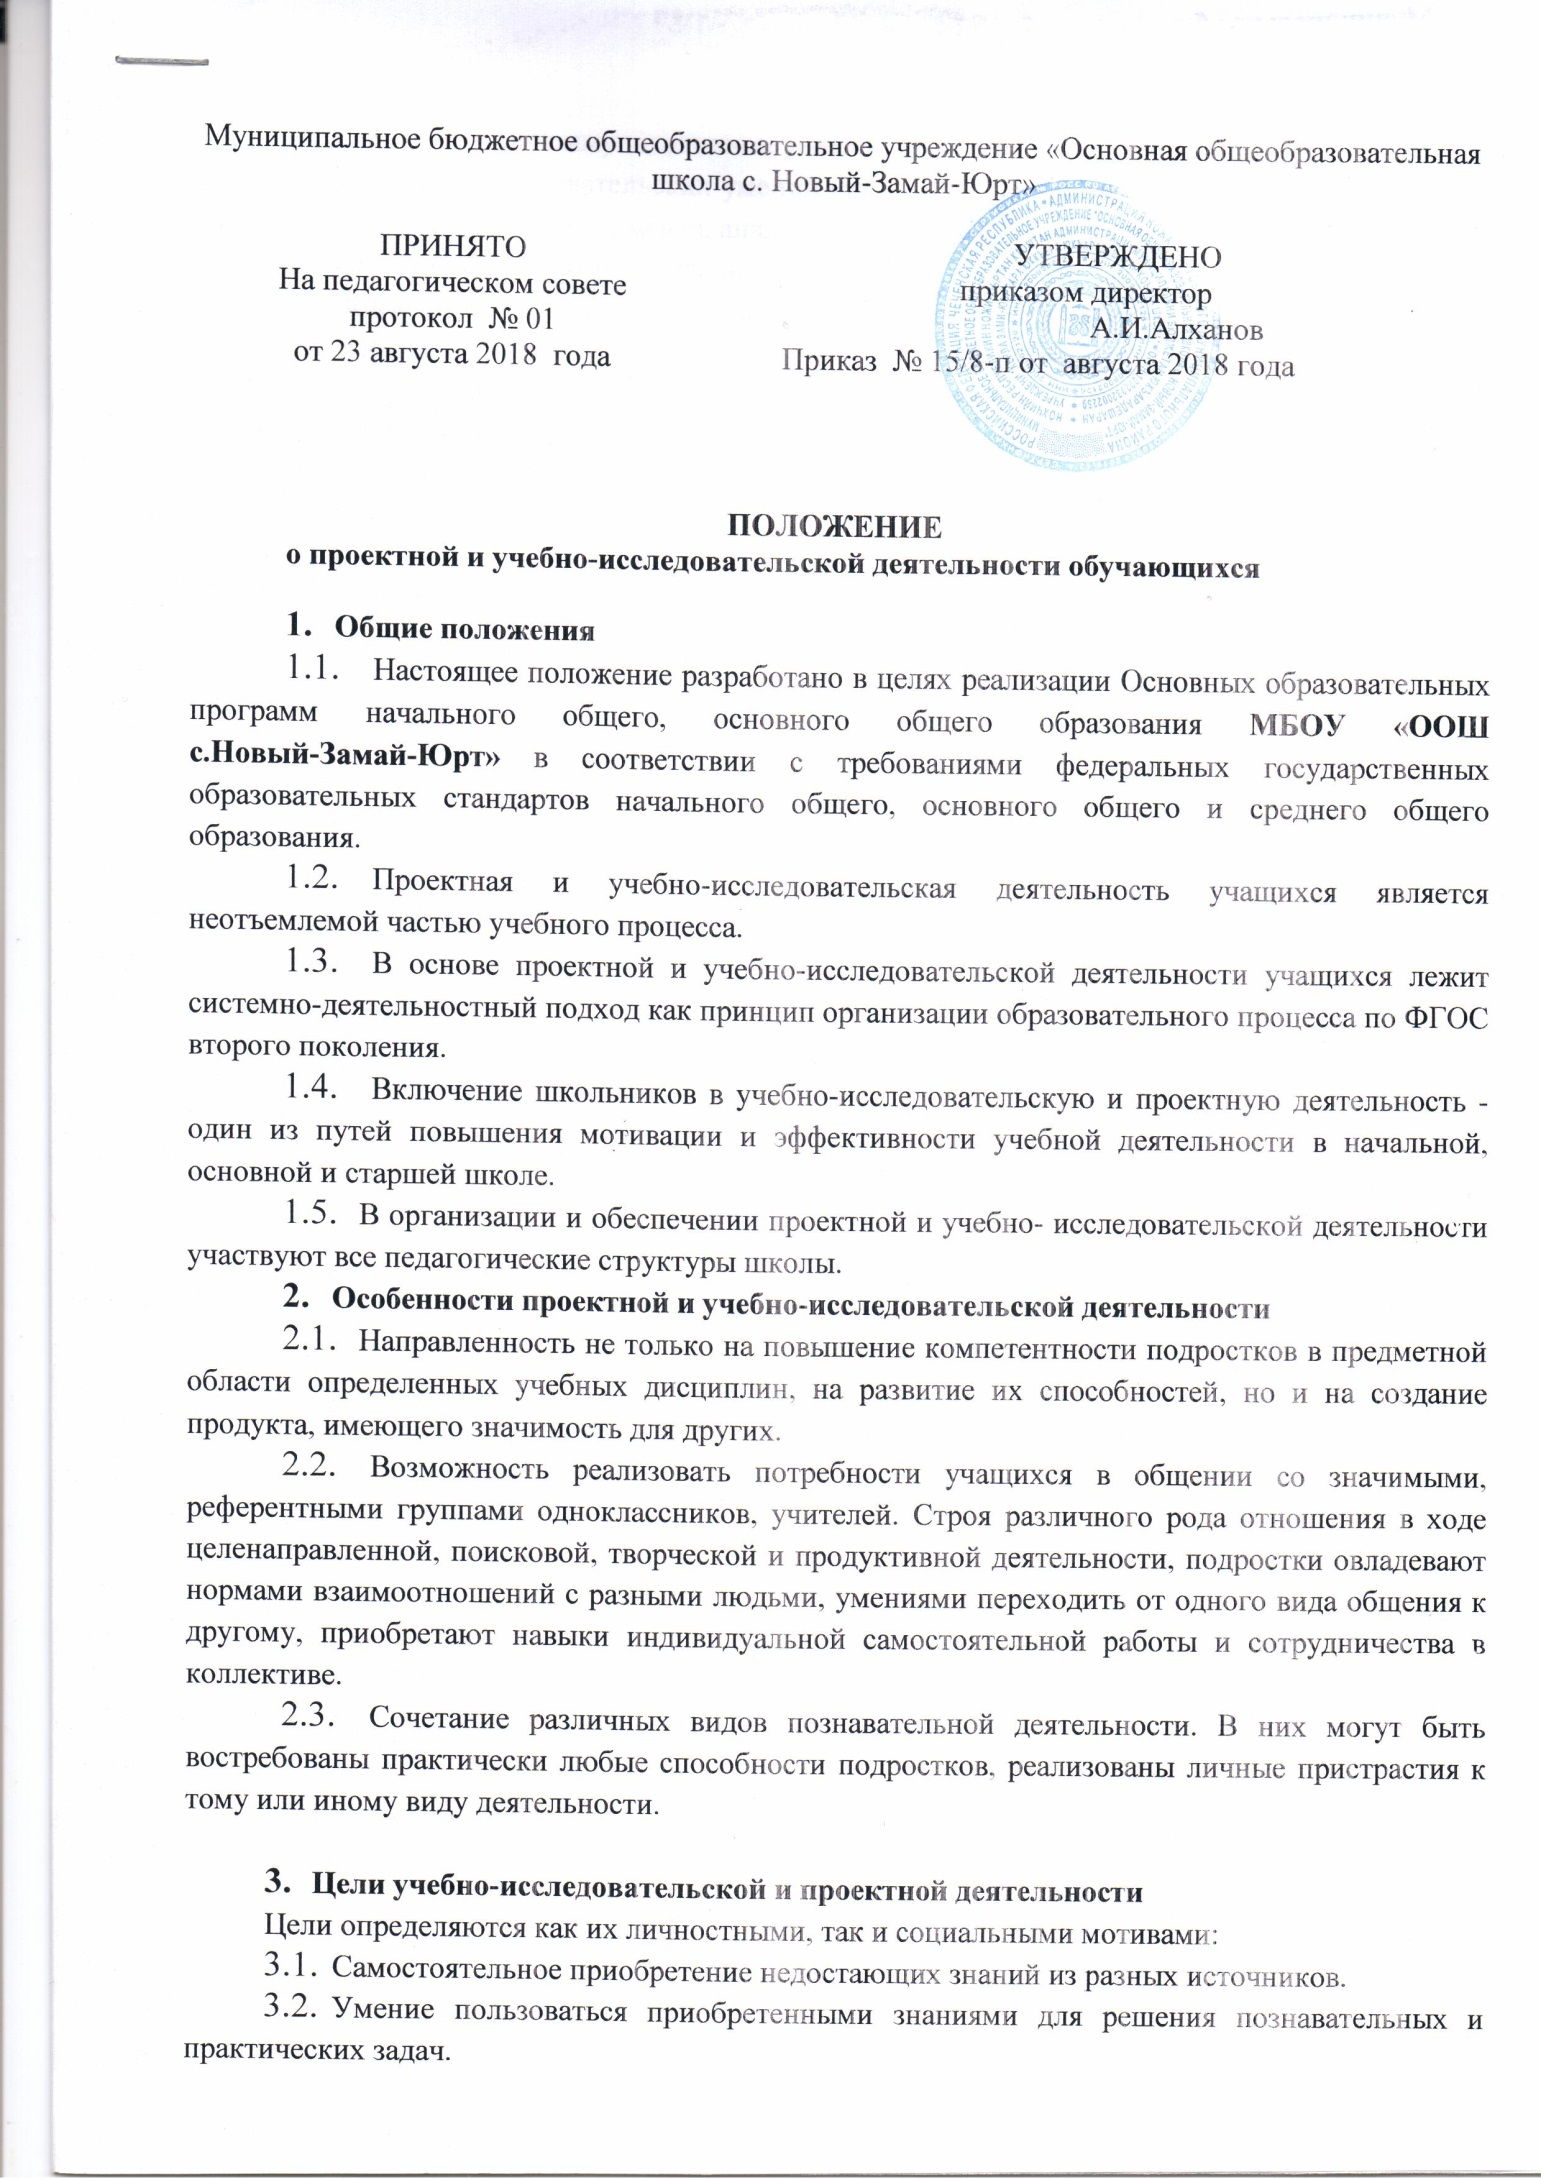 Муниципальное бюджетное общеобразовательное учреждение «Основная общеобразовательная
школа с. Новый-Замай-Юрт»
ПРИНЯТО
На педагогическом совете
протокол № 01
от 23 августа 2018 года
УТВЕРЖДЕНО
приказом директор
А.И.Алханов
Приказ № 15/8-п от августа 2018 года
ПОЛОЖЕНИЕ
о проектной и учебно-исследовательской деятельности обучающихся
1. Общие положения
1.1. Настоящее положение разработано в целях реализации Основных образовательных
программ начального общего, основного общего образования МБОУ «ООШ
с.Новый-Замай-Юрт» в соответствии с требованиями федеральных государственных
образовательных стандартов начального общего, основного общего и среднего общего
образования.
1.2. Проектная и учебно-исследовательская деятельность учащихся является
неотъемлемой частью учебного процесса.
1.3. В основе проектной и учебно-исследовательской деятельности учащихся лежит
системно-деятельностный подход как принцип организации образовательного процесса по ФГОС
второго поколения.
1.4. Включение школьников в учебно-исследовательскую и проектную деятельность -
один из путей повышения мотивации и эффективности учебной деятельности в начальной,
основной и старшей школе.
1.5. В организации и обеспечении проектной и учебно- исследовательской деятельности
участвуют все педагогические структуры школы.
2. Особенности проектной и учебно-исследовательской деятельности
2.1. Направленность не только на повышение компетентности подростков в предметной
области определенных учебных дисциплин, на развитие их способностей, но и на создание
продукта, имеющего значимость для других.
2.2. Возможность реализовать потребности учащихся в общении со значимыми,
референтными группами одноклассников, учителей. Строя различного рода отношения в ходе
целенаправленной, поисковой, творческой и продуктивной деятельности, подростки овладевают
нормами взаимоотношений с разными людьми, умениями переходить от одного вида общения к
другому, приобретают навыки индивидуальной самостоятельной работы и сотрудничества в
коллективе.
2.3. Сочетание различных видов познавательной деятельности. В них могут быть
востребованы практически любые способности подростков, реализованы личные пристрастия к
тому или иному виду деятельности.
3. Цели учебно-исследовательской и проектной деятельности
Цели определяются как их личностными, так и социальными мотивами:
3.1. Самостоятельное приобретение недостающих знаний из разных источников.
3.2. Умение пользоваться приобретенными знаниями для решения познавательных и
практических задач.